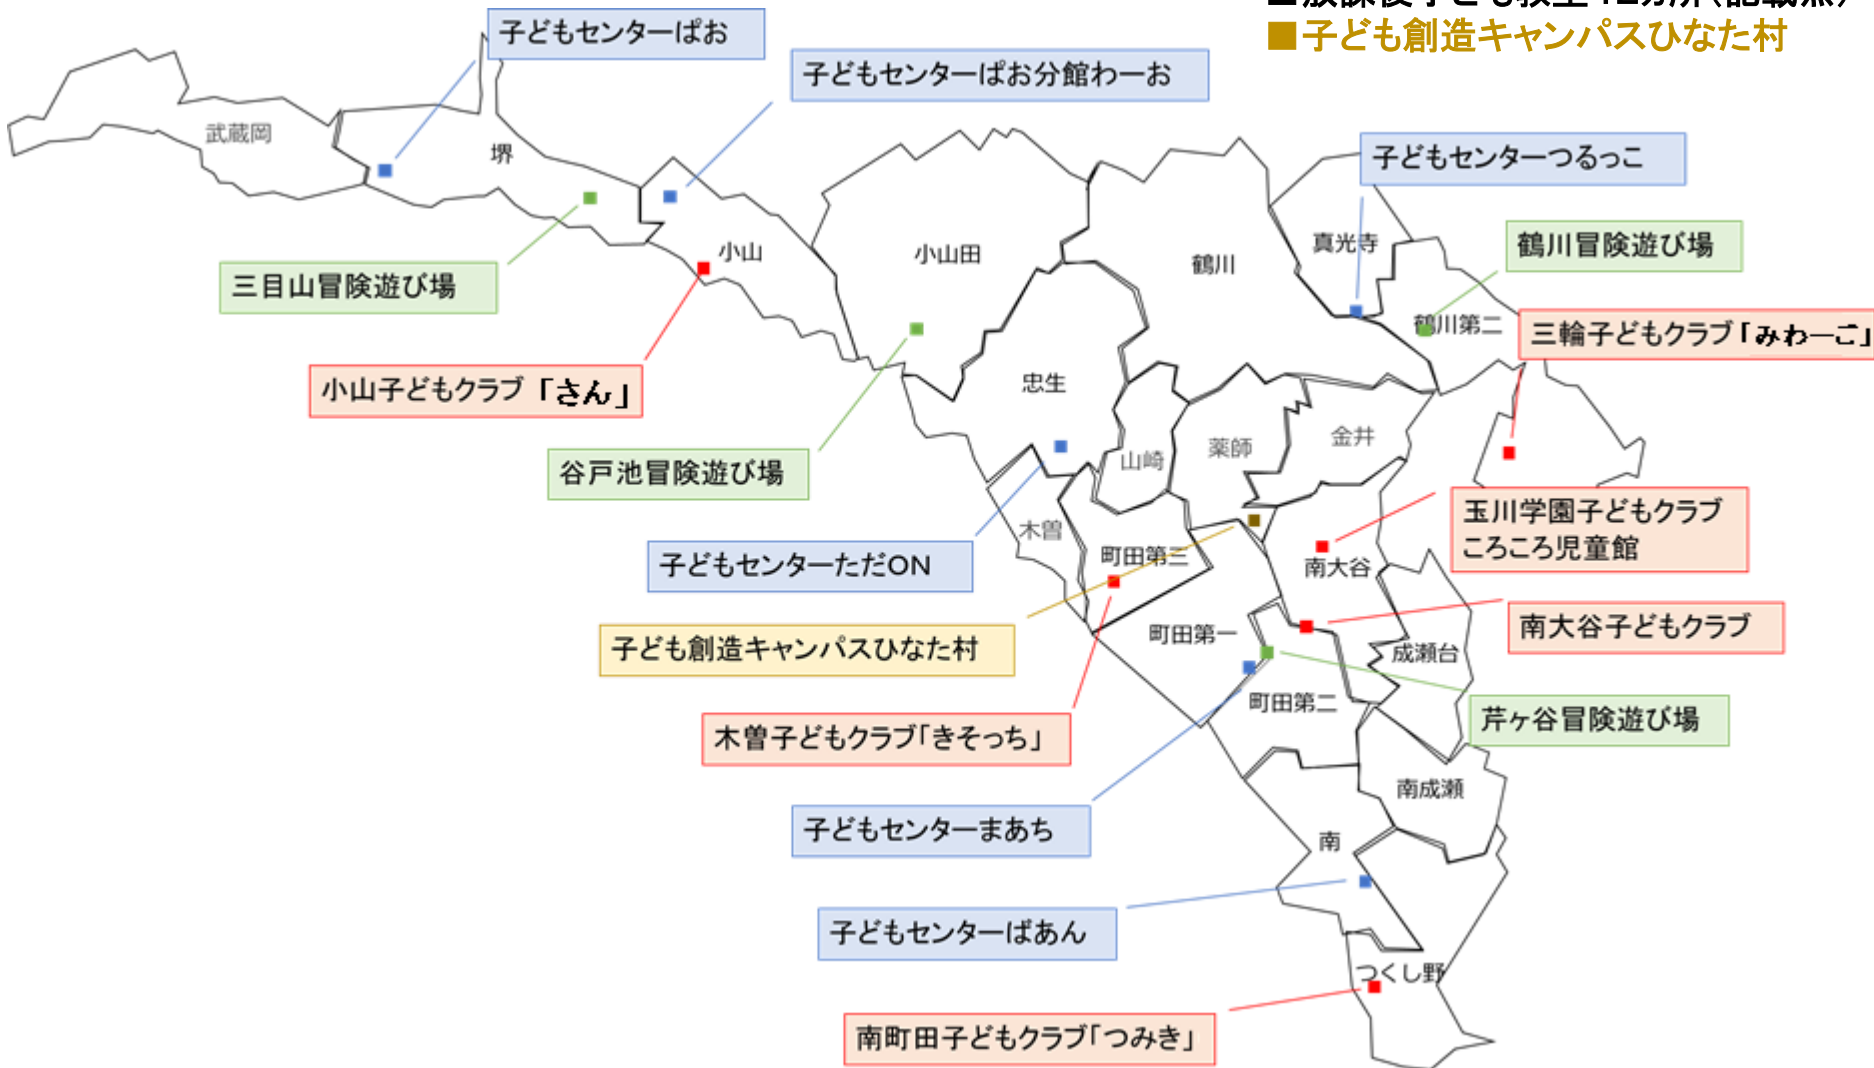 ■子ども創造キャンパスひなた村
子どもセンターぱお
子どもセンターぱお分館わーお
武蔵岡
堺
子どもセンターつるっこ
小山
小山田
鶴川
真光寺
鶴川冒険遊び場
三目山冒険遊び場
鶴川第二
三輪子どもクラブ「みわーこ」
小山子どもクラブ「さん」
忠生
谷戸池冒険遊び場
山崎
薬師
金井
木曽
玉川学園子どもクラブ
ころころ児童館
子どもセンターただON
町田第三
南大谷
子ども創造キャンパスひなた村
町田第一
南大谷子どもクラブ
成瀬台
木曽子どもクラブ「きそっち」
町田第二
芹ヶ谷冒険遊び場
子どもセンターまあち
南成瀬
南
子どもセンターばあん
つくし野
南町田子どもクラブ「つみき」